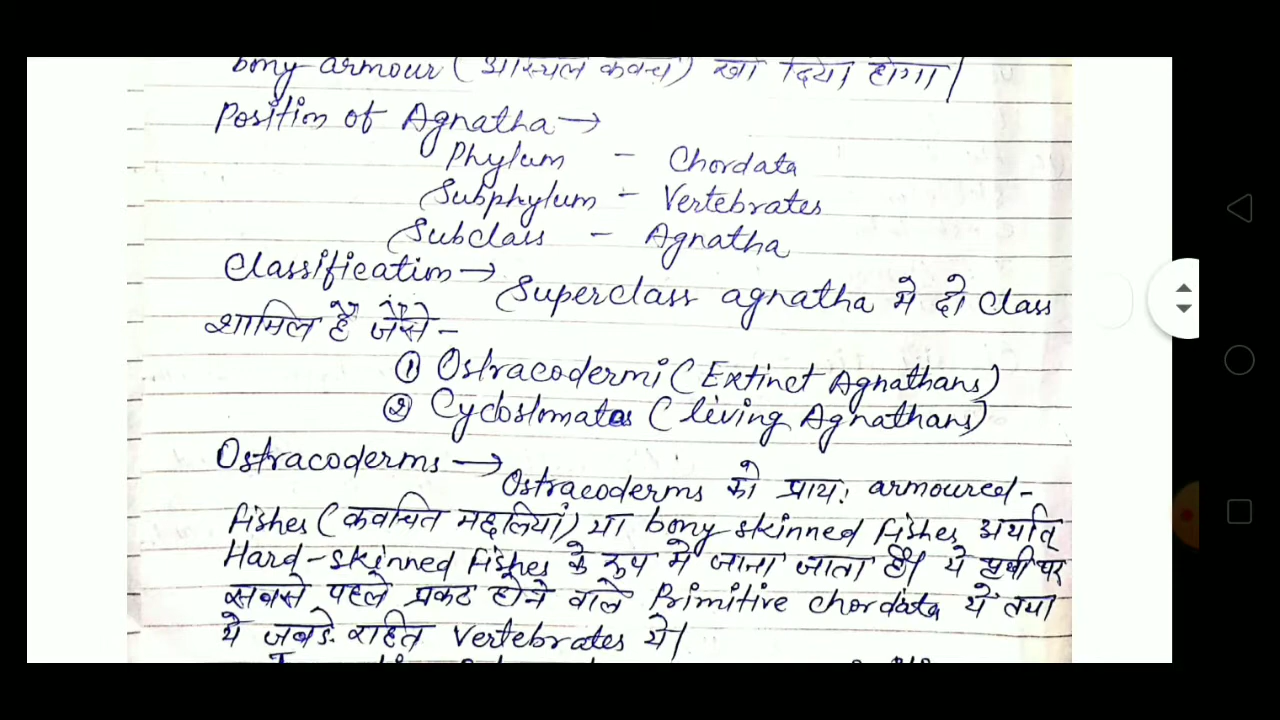 bony armour (अस्थिल कवच) खो दिया होगा।
Position of Agnatha →
Phylum - Chordata
Subphylum - Vertebrates
Subclass - Agnatha
Classification → Superclass agnatha मे दो Class
शामिल हैं जैसे -
① Ostracodermi (Extinct Agnathans)
② Cyclostomata (living Agnathans)
Ostracoderms → Ostracoderms को प्राय: armoured-
fishes (कवचित मछलियां) या bony skinned fishes अर्थात्
Hard-skinned fishes के रूप मे जाना जाता है। ये पृथ्वी पर
सबसे पहले प्रकट होने वाले Primitive chordata थे तथा
ये जबड़े रहित vertebrates थे।